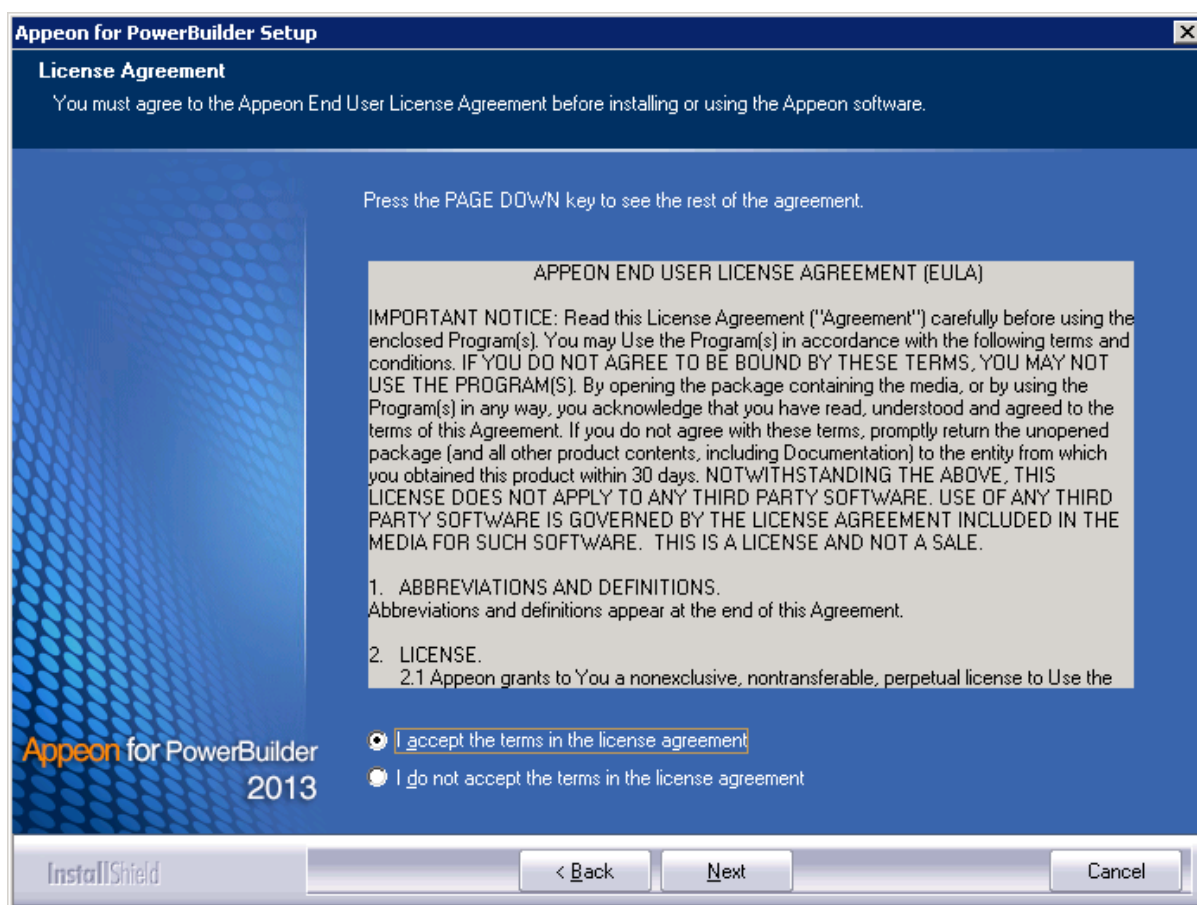 Appeon for PowerBuilder Setup
License Agreement
You must agree to the Appeon End User License Agreement before installing or using the Appeon software.
Press the PAGE DOWN key to see the rest of the agreement.
APPEON END USER LICENSE AGREEMENT (EULA)
IMPORTANT NOTICE: Read this License Agreement ("Agreement") carefully before using the
enclosed Program(s). You may Use the Program(s) in accordance with the following terms and
conditions. IF YOU DO NOT AGREE TO BE BOUND BY THESE TERMS, YOU MAY NOT
USE THE PROGRAM(S). By opening the package containing the media, or by using the
Program(s) in any way, you acknowledge that you have read, understood and agreed to the
terms of this Agreement. If you do not agree with these terms, promptly return the unopened
package (and all other product contents, including Documentation) to the entity from which
you obtained this product within 30 days. NOTWITHSTANDING THE ABOVE, THIS
LICENSE DOES NOT APPLY TO ANY THIRD PARTY SOFTWARE. USE OF ANY THIRD
PARTY SOFTWARE IS GOVERNED BY THE LICENSE AGREEMENT INCLUDED IN THE
MEDIA FOR SUCH SOFTWARE.  THIS IS A LICENSE AND NOT A SALE.
1.  ABBREVIATIONS AND DEFINITIONS.
Abbreviations and definitions appear at the end of this Agreement.
2.  LICENSE.
2.1 Appeon grants to You a nonexclusive, nontransferable, perpetual license to Use the
I accept the terms in the license agreement
I do not accept the terms in the license agreement
Appeon for PowerBuilder
2013
InstallShield
< Back
Next
Cancel